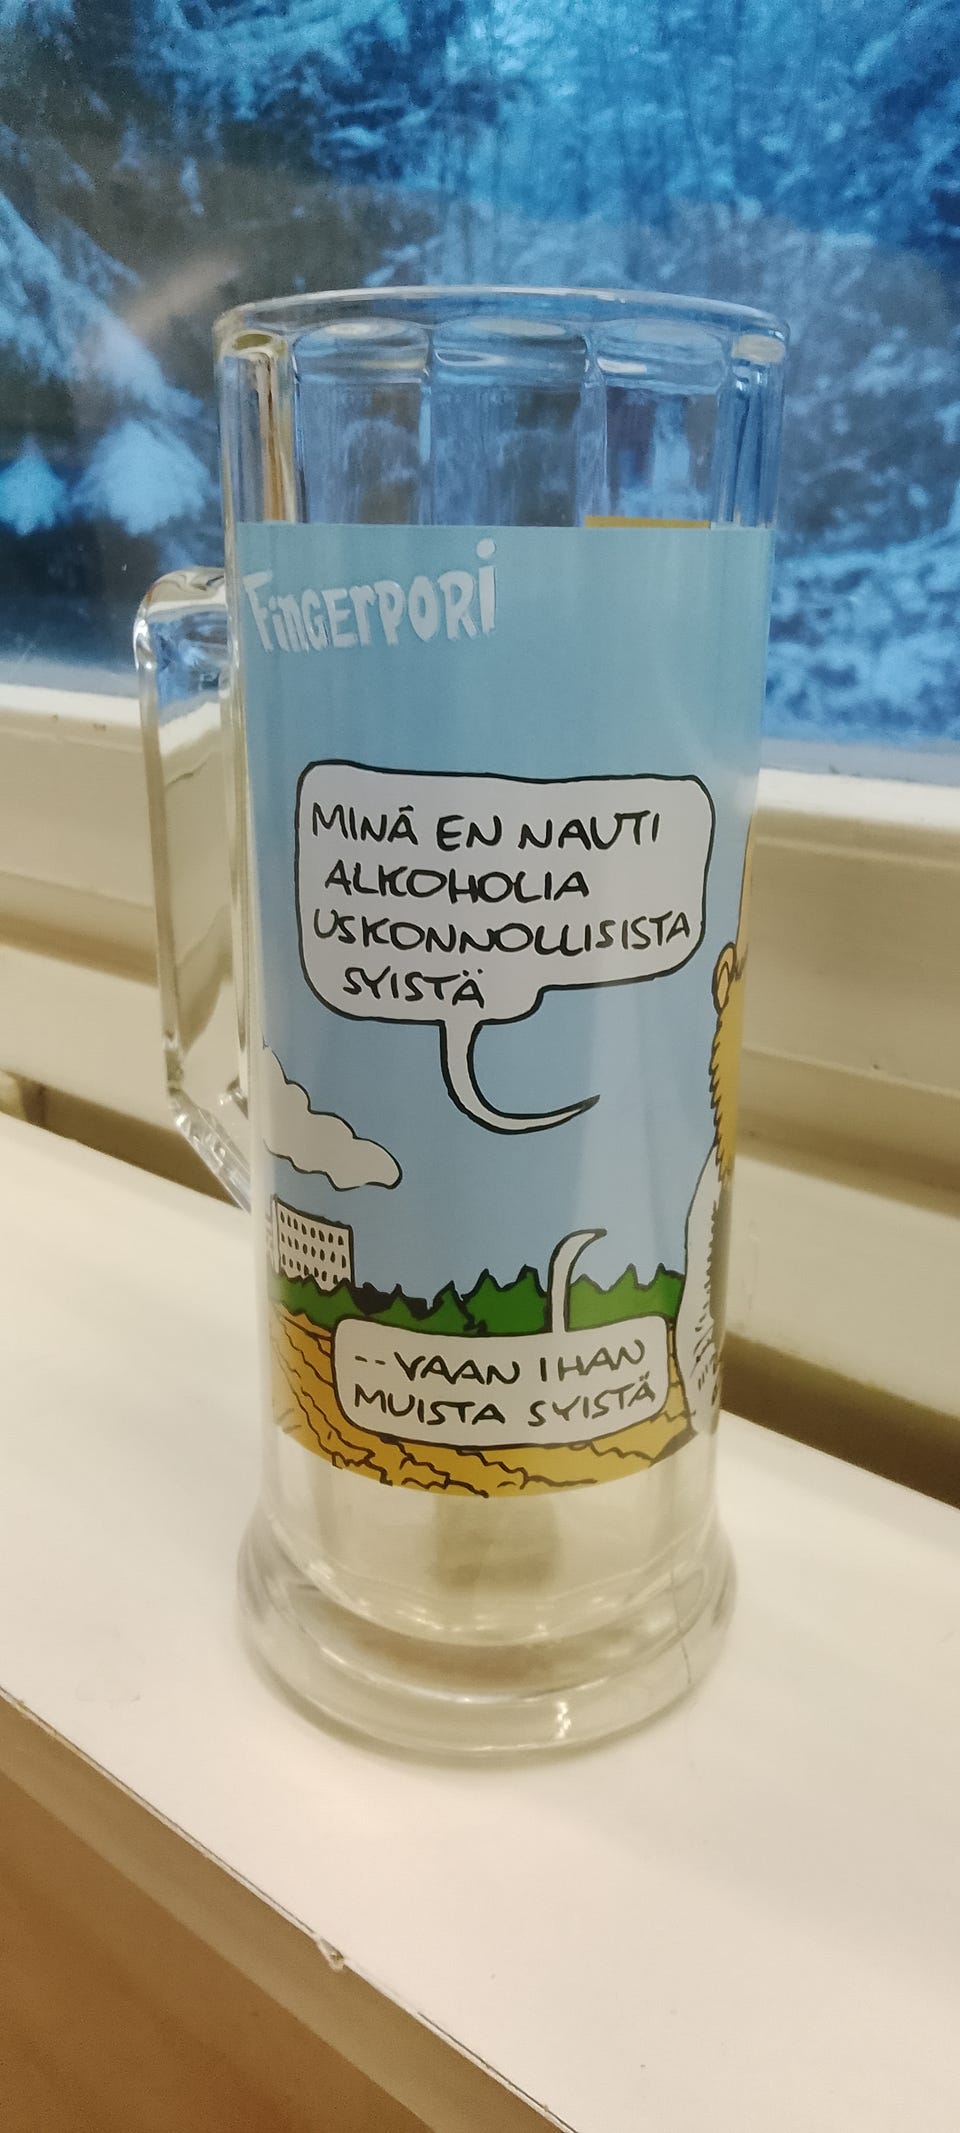 FiNGErPORi
MINÄ EN NAUTI
ALKOHOLIA
USKONNOLLISISTA
SYISTÄ
--VAAN IHAN
MUISTA SYISTÄ